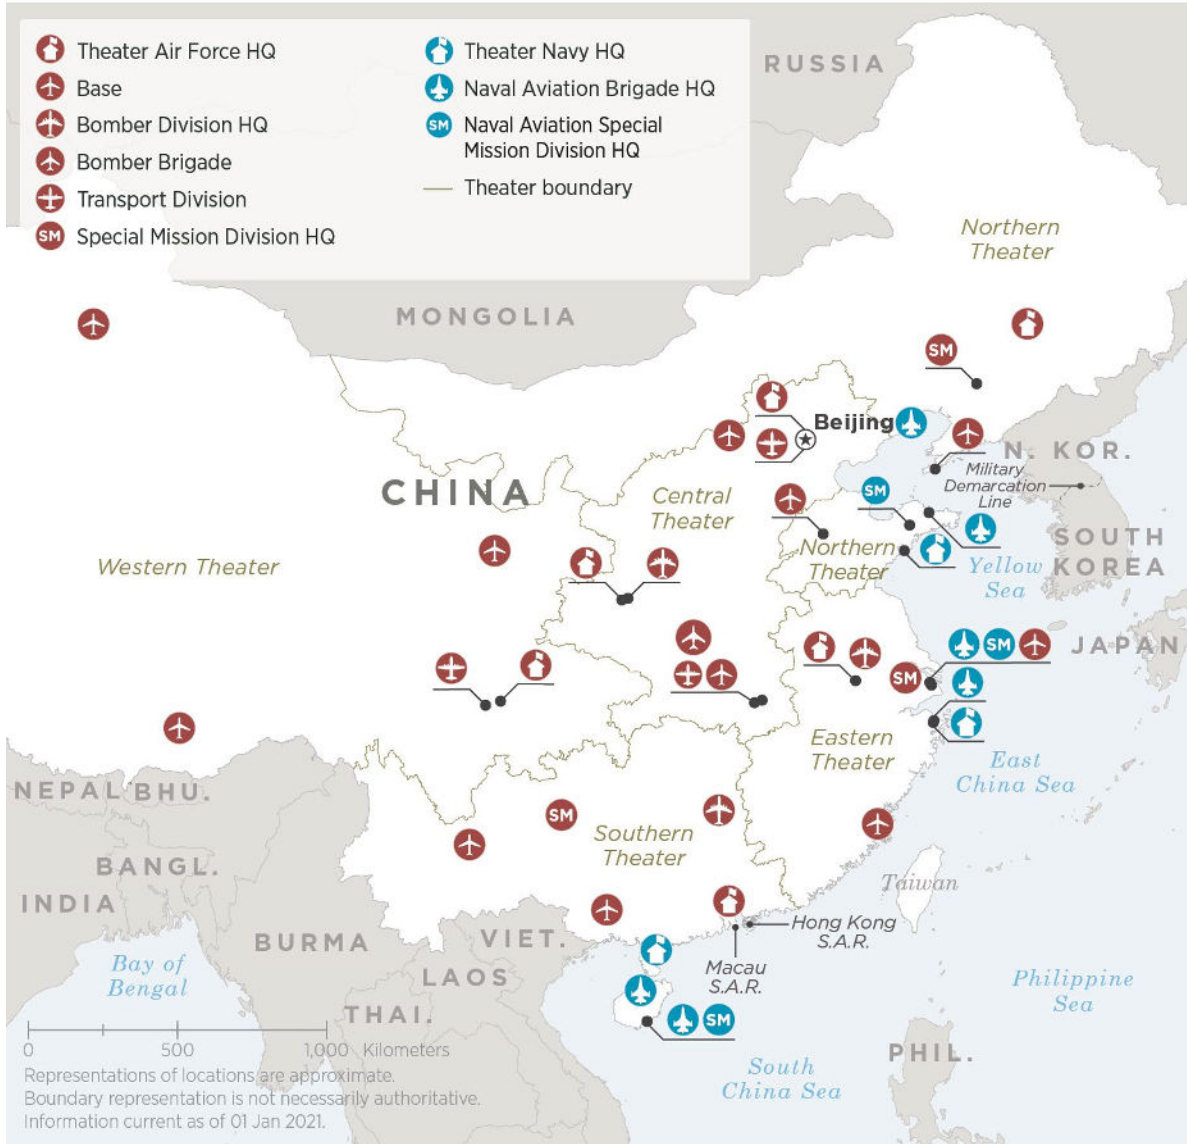 Theater Air Force HQ
Base
Bomber Division HQ
Bomber Brigade
Transport Division
SM Special Mission Division HQ
Theater Navy HQ
Naval Aviation Brigade HQ
SM Naval Aviation Special
Mission Division HQ
Theater boundary
RUSSIA
Northern
Theater
MONGOLIA
SM
Beijing
N. KOR.
Military
Demarcation
Line
CHINA
Central
Theater
SM
SOUTH
KOREA
Northern
Theater
Yellow
Sea
Western Theater
SM
JAPAN
SM
Eastern
Theater
East
China Sea
NEPAL
BHU.
SM
Southern
Theater
BANGL.
INDIA
Taiwan
Hong Kong
S.A.R.
BURMA
VIET.
LAOS
Macau
S.A.R.
Bay of
Bengal
Philippine
Sea
THAI.
SM
PHIL.
South
China Sea
0 500 1,000 Kilometers
Representations of locations are approximate.
Boundary representation is not necessarily authoritative.
Information current as of 01 Jan 2021.